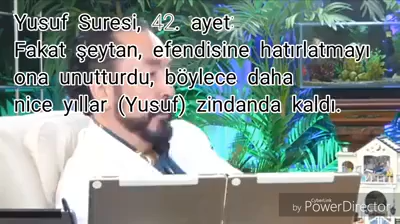 Yusuf Suresi, 42. ayet:
Fakat şeytan, efendisine hatırlatmayı
ona unutturdu, böylece daha
nice yıllar (Yusuf) zindanda kaldı.
CyberLink
by PowerDirector